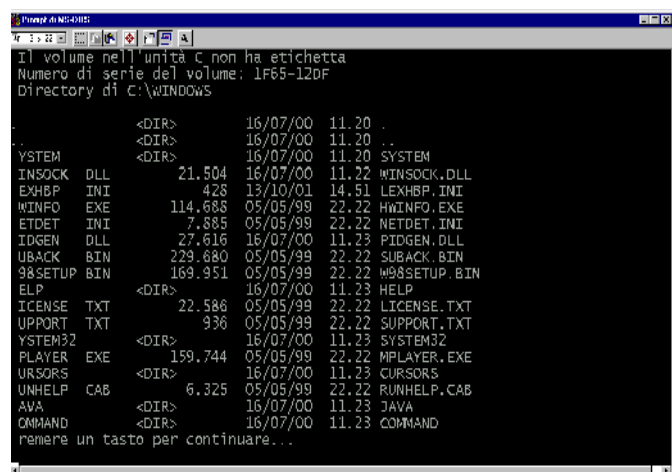 Prompt di MS-DOS
Il volume nell'unità C non ha etichetta
Numero di serie del volume: 1F65-12DF
Directory di C:\WINDOWS
. <DIR> 16/07/00 11.20 .
.. <DIR> 16/07/00 11.20 ..
YSTEM <DIR> 16/07/00 11.20 SYSTEM
INSOCK DLL 21.504 16/07/00 11.22 WINSOCK.DLL
EXHBP INI 428 13/10/01 14.51 LEXHBP.INI
WINFO EXE 114.688 05/05/99 22.22 HWINFO.EXE
ETDET INI 7.885 05/05/99 22.22 NETDET.INI
IDGEN DLL 27.616 16/07/00 11.23 PIDGEN.DLL
UBACK BIN 229.680 05/05/99 22.22 SUBACK.BIN
98SETUP BIN 169.951 05/05/99 22.22 W98SETUP.BIN
ELP <DIR> 16/07/00 11.23 HELP
ICENSE TXT 22.586 05/05/99 22.22 LICENSE.TXT
UPPORT TXT 936 05/05/99 22.22 SUPPORT.TXT
YSTEM32 <DIR> 16/07/00 11.23 SYSTEM32
PLAYER EXE 159.744 05/05/99 22.22 MPLAYER.EXE
URSORS <DIR> 16/07/00 11.23 CURSORS
UNHELP CAB 6.325 05/05/99 22.22 RUNHELP.CAB
AVA <DIR> 16/07/00 11.23 JAVA
OMMAND <DIR> 16/07/00 11.23 COMMAND
remere un tasto per continuare...